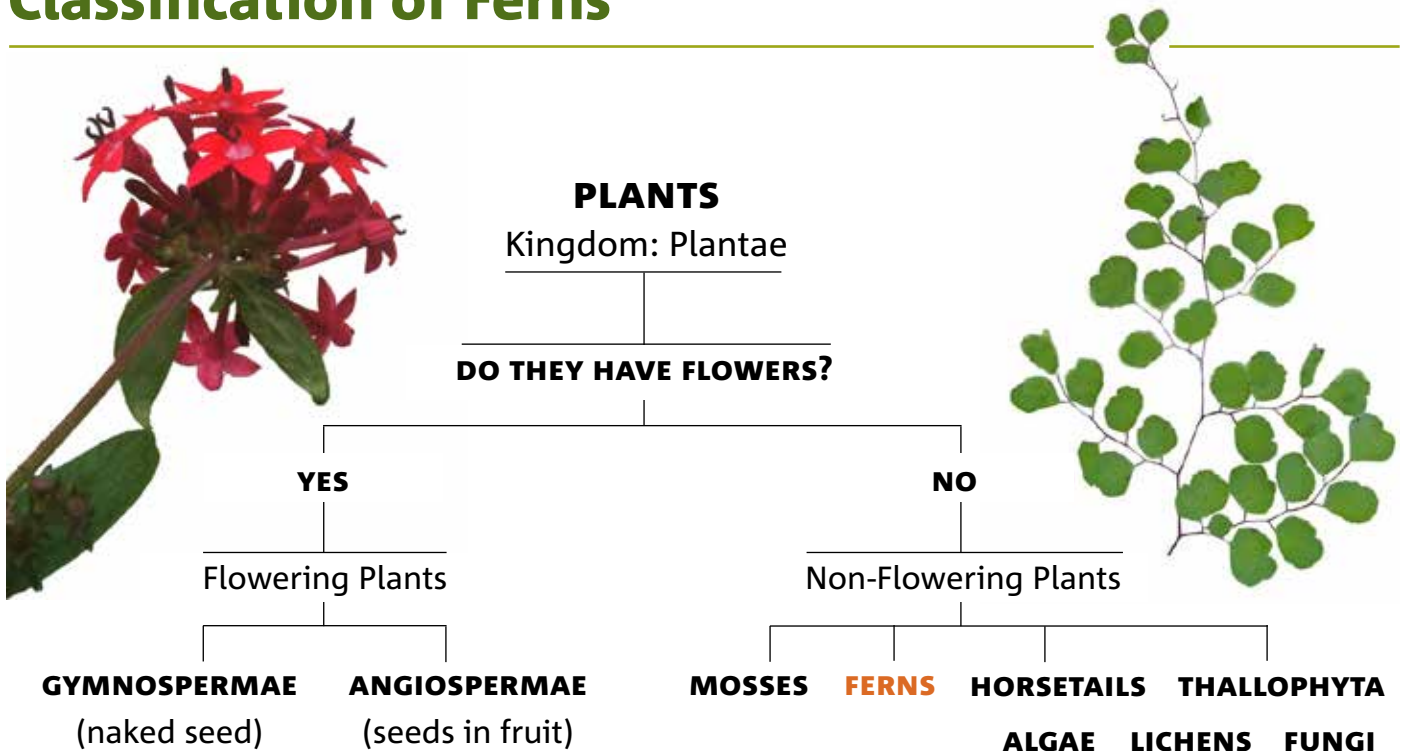 Classification of Ferns
PLANTS
Kingdom: Plantae
DO THEY HAVE FLOWERS?
YES
NO
Flowering Plants
Non-Flowering Plants
GYMNOSPERMAE
(naked seed)
ANGIOSPERMAE
(seeds in fruit)
MOSSES
FERNS
HORSETAILS
THALLOPHYTA
ALGAE LICHENS FUNGI